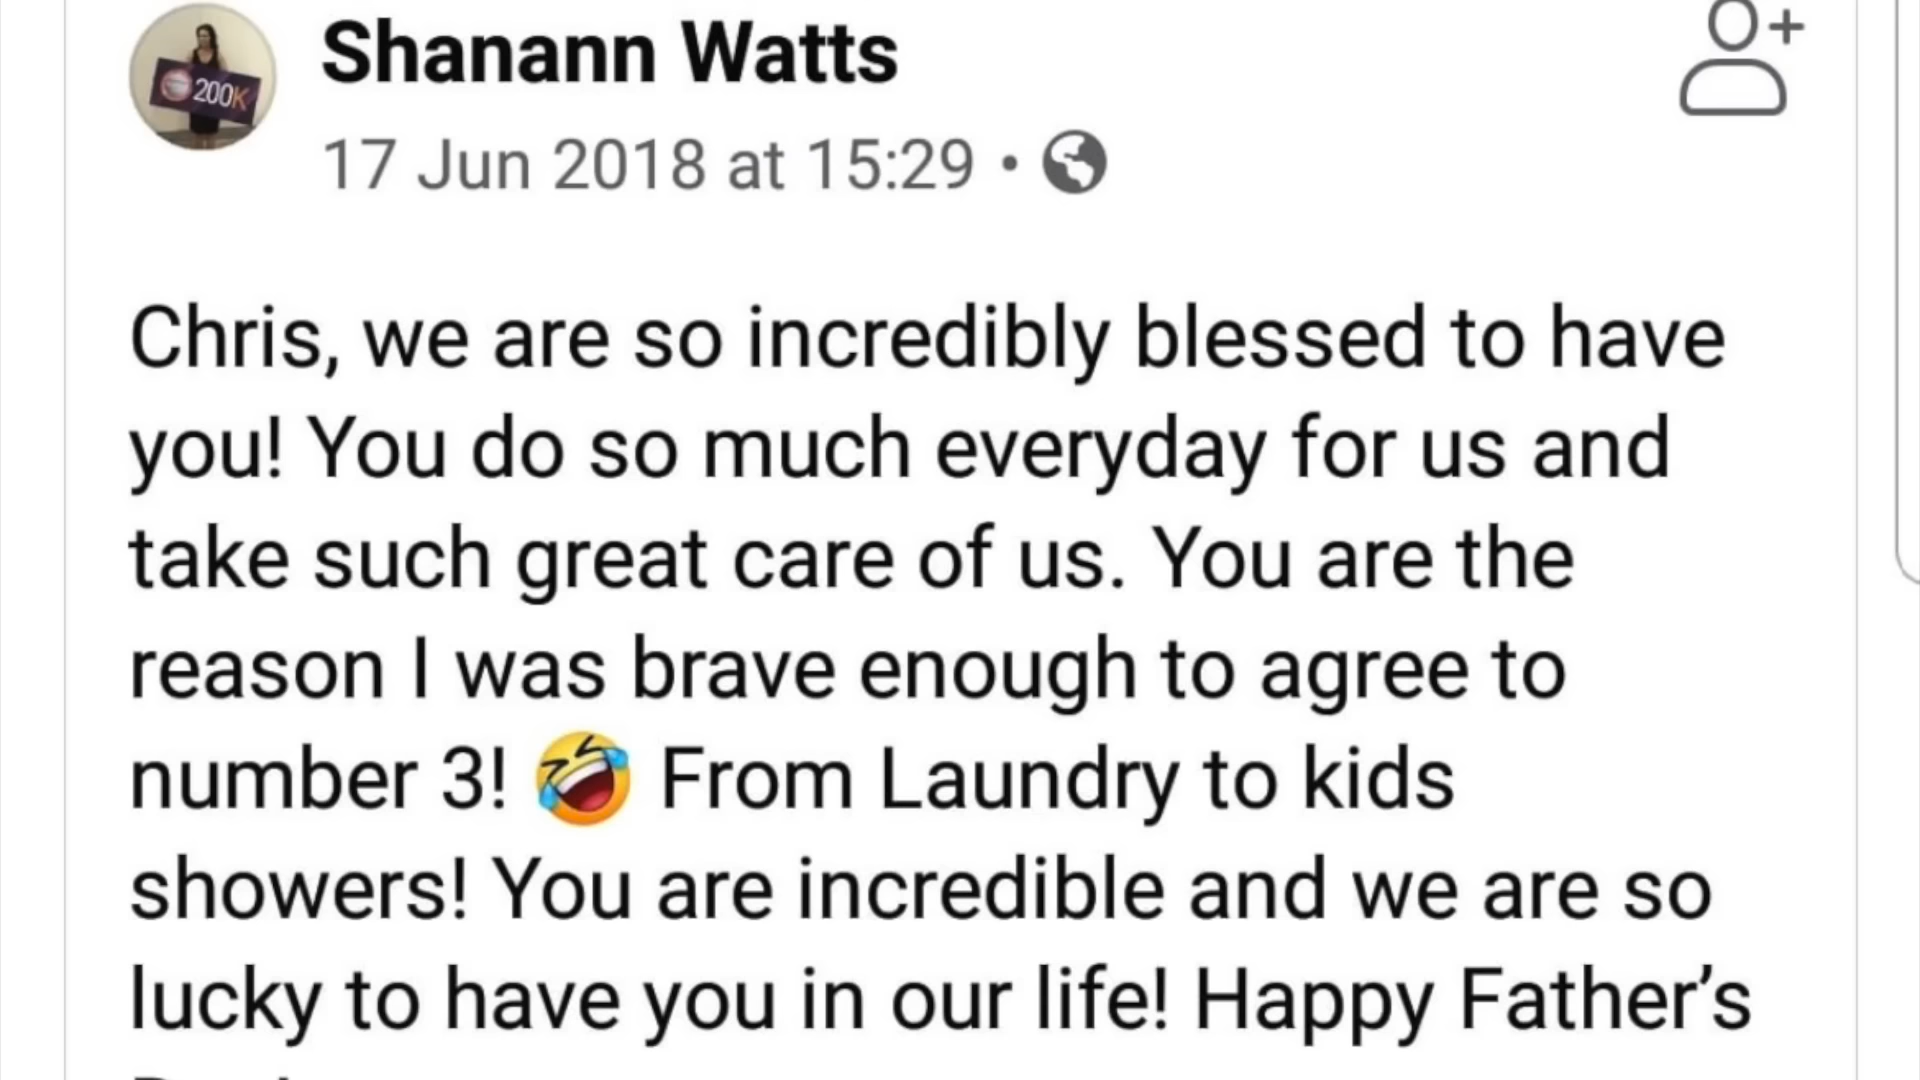 Shanann Watts
200K
17 Jun 2018 at 15:29 •
Chris, we are so incredibly blessed to have
you! You do so much everyday for us and
take such great care of us. You are the
reason I was brave enough to agree to
number 3! 🤣 From Laundry to kids
showers! You are incredible and we are so
lucky to have you in our life! Happy Father’s